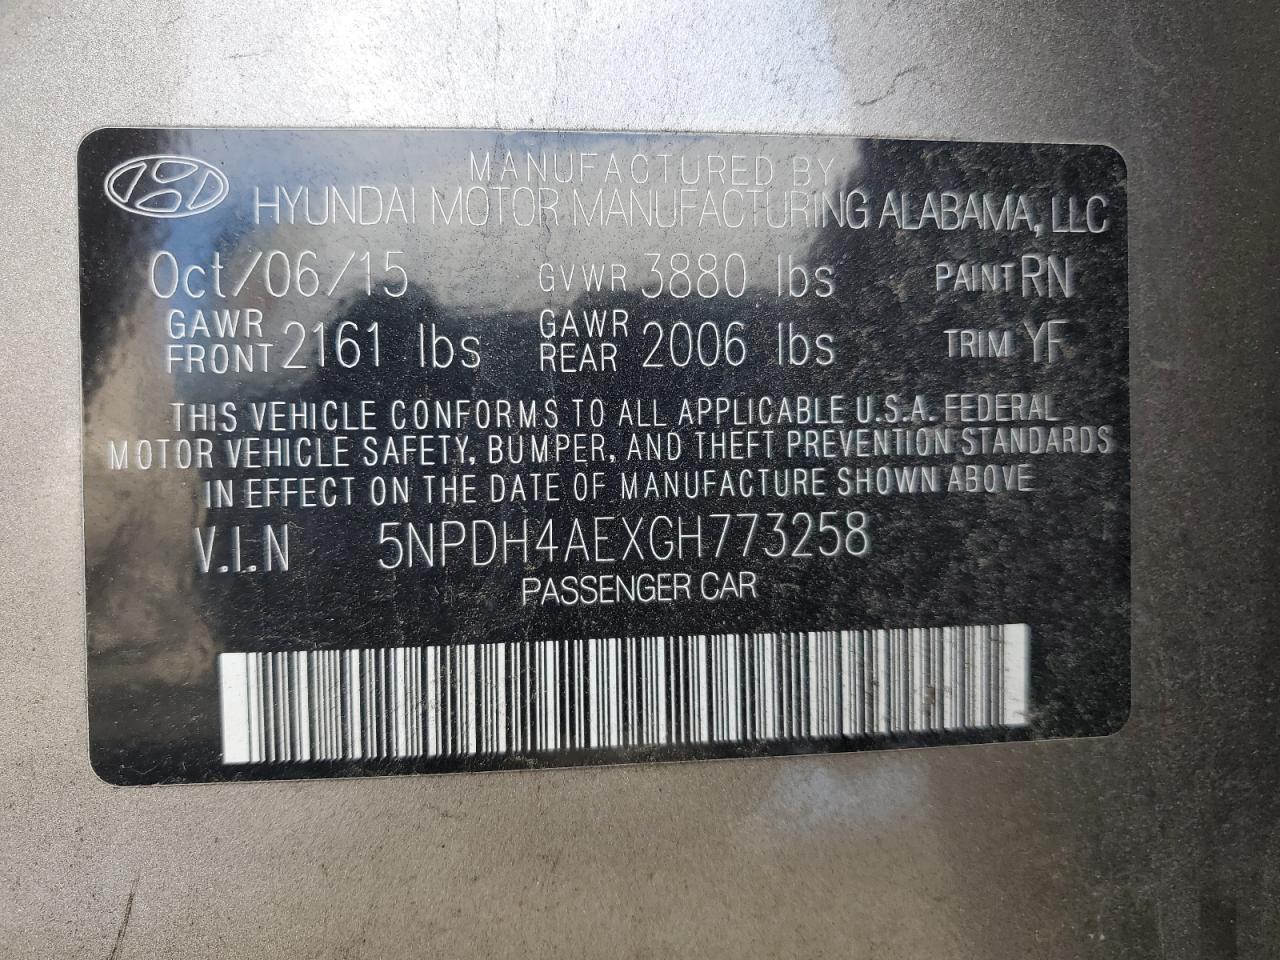 MANUFACTURED BY
HYUNDAI MOTOR MANUFACTURING ALABAMA, LLC
Oct/06/15 GVWR 3880 lbs PAINT RN
GAWR FRONT 2161 lbs GAWR REAR 2006 lbs TRIM YF
THIS VEHICLE CONFORMS TO ALL APPLICABLE U.S.A. FEDERAL
MOTOR VEHICLE SAFETY, BUMPER, AND THEFT PREVENTION STANDARDS
IN EFFECT ON THE DATE OF MANUFACTURE SHOWN ABOVE
V.I.N 5NPDH4AEXGH773258
PASSENGER CAR